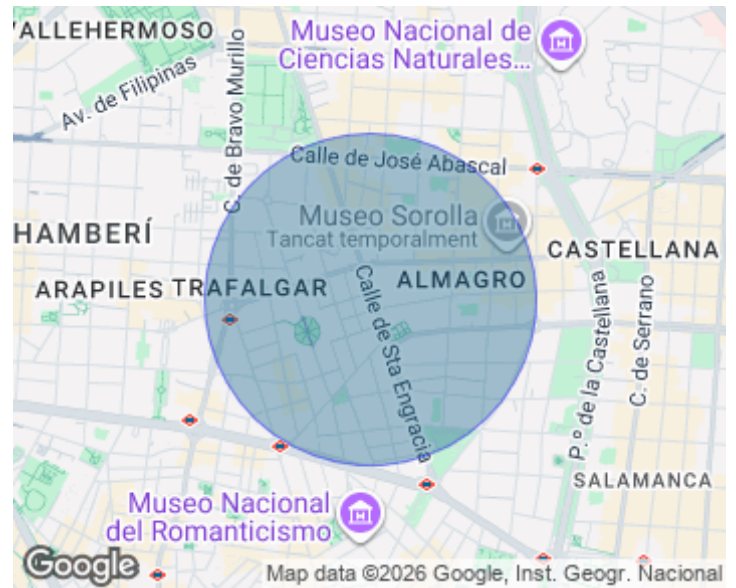 VALLEHERMOSO
Museo Nacional de
Ciencias Naturales...
Av. de Filipinas
C. de Bravo Murillo
Calle de José Abascal
Museo Sorolla
Tancat temporalment
HAMBERÍ
CASTELLANA
ARAPILES
TRAFALGAR
ALMAGRO
Calle de Sta Engracia
P.º de la Castellana
C. de Serrano
SALAMANCA
Museo Nacional
del Romanticismo
Google
Map data ©2026 Google, Inst. Geogr. Nacional